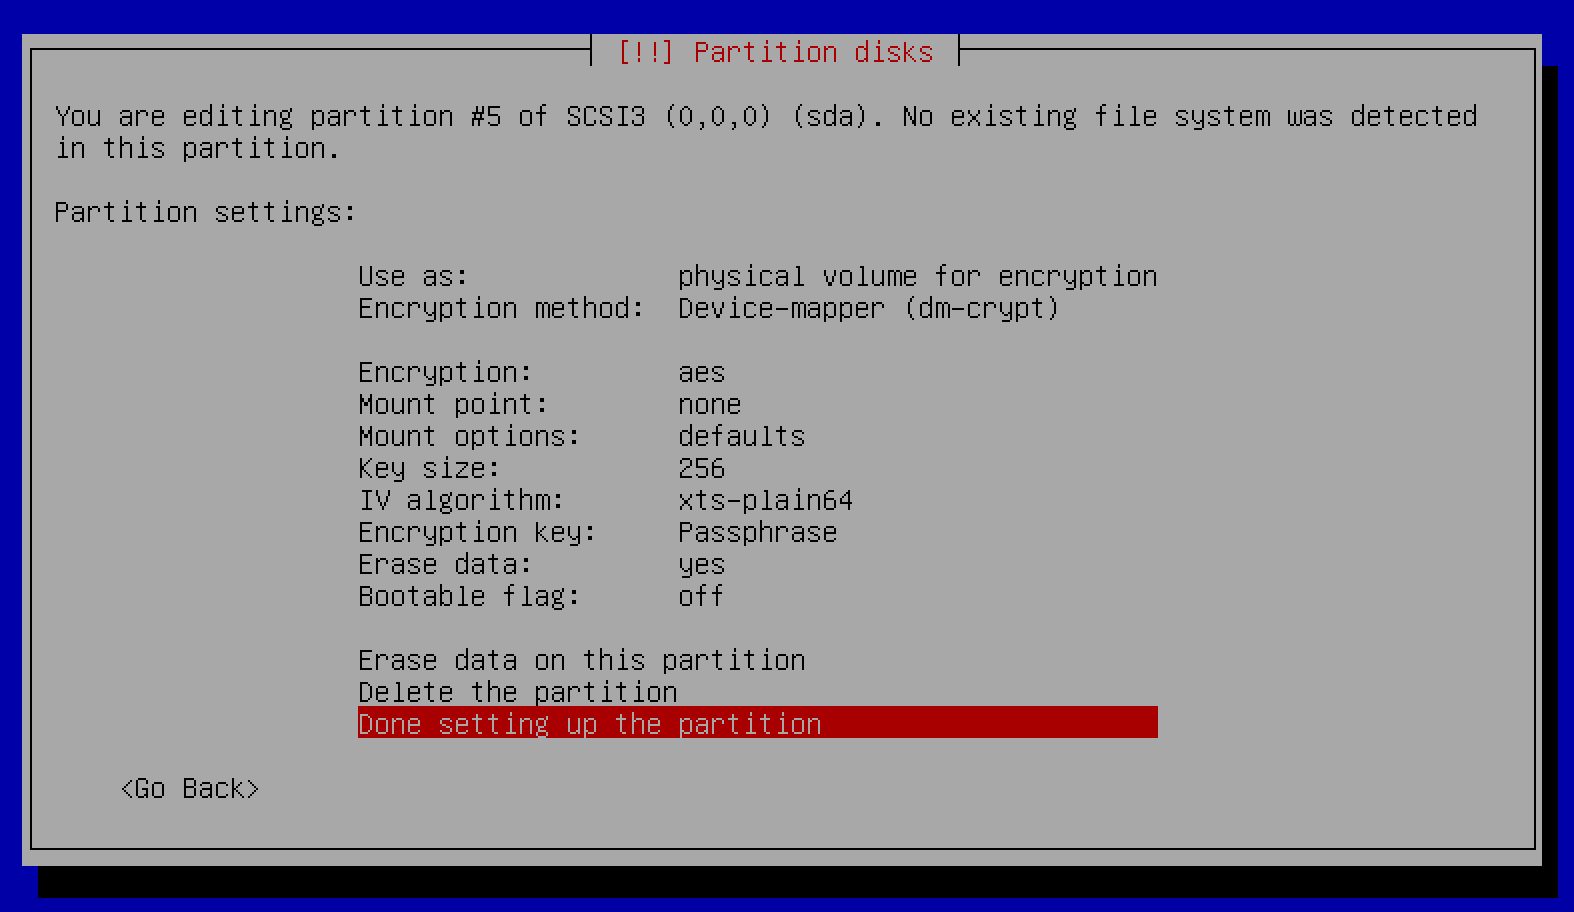 [!!] Partition disks
You are editing partition #5 of SCSI3 (0,0,0) (sda). No existing file system was detected
in this partition.
Partition settings:
Use as: physical volume for encryption
Encryption method: Device-mapper (dm-crypt)
Encryption: aes
Mount point: none
Mount options: defaults
Key size: 256
IV algorithm: xts-plain64
Encryption key: Passphrase
Erase data: yes
Bootable flag: off
Erase data on this partition
Delete the partition
Done setting up the partition
<Go Back>